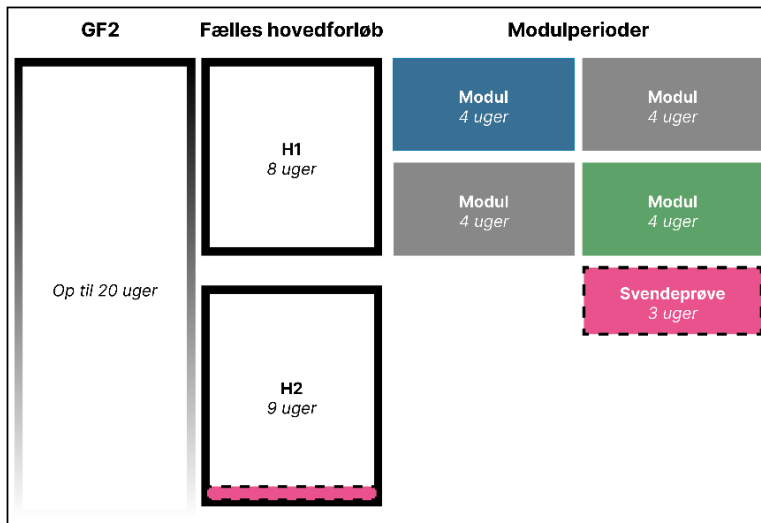 GF2
Fælles hovedforløb
Modulperioder
Op til 20 uger
H1
8 uger
H2
9 uger
Modul
4 uger
Modul
4 uger
Modul
4 uger
Modul
4 uger
Svendeprøve
3 uger